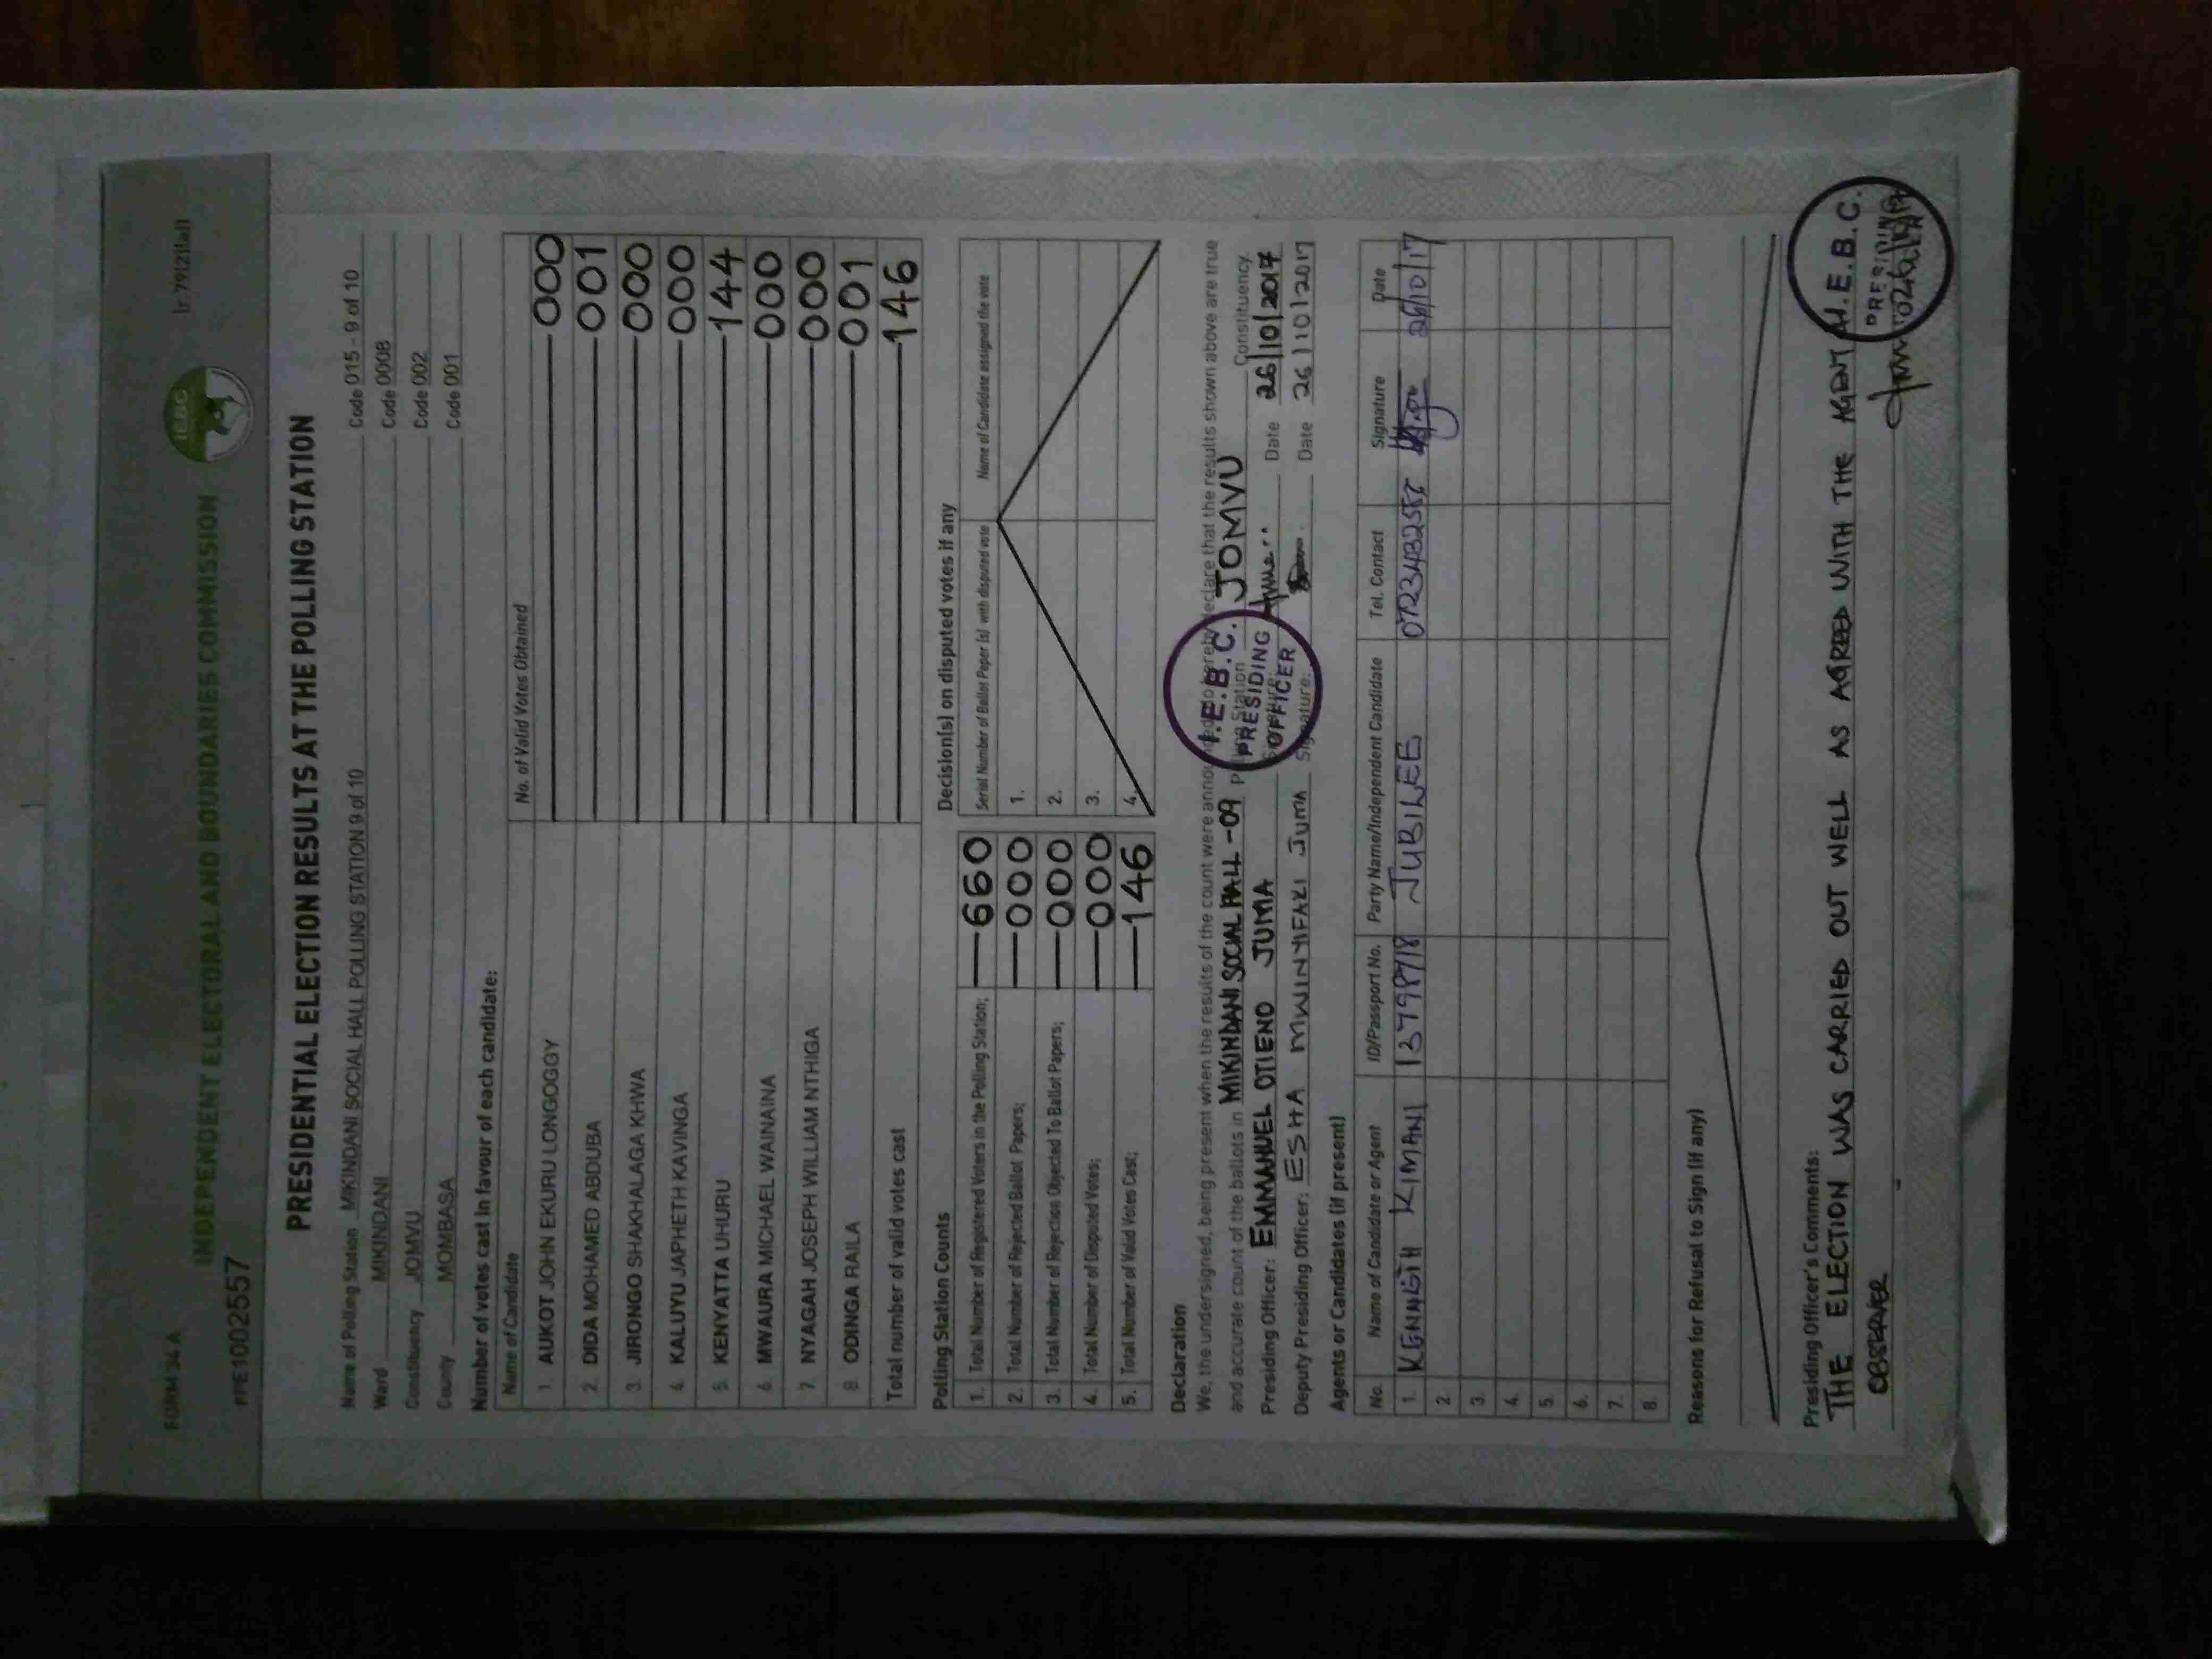 FORM 34 A
(r 79(2)(a))
INDEPENDENT ELECTORAL AND BOUNDARIES COMMISSION
IEBC
PFE1002557
PRESIDENTIAL ELECTION RESULTS AT THE POLLING STATION
Name of Polling Station MIKINDANI SOCIAL HALL POLLING STATION 9 of 10 Code 015 - 9 of 10
Ward MIKINDANI Code 0008
Constituency JOMVU Code 002
County MOMBASA Code 001
Number of votes cast in favour of each candidate:
Name of Candidate No. of Valid Votes Obtained
1. AUKOT JOHN EKURU LONGOGGY 000
2. DIDA MOHAMED ABDUBA 001
3. JIRONGO SHAKHALAGA KHWA 000
4. KALUYU JAPHETH KAVINGA 000
5. KENYATTA UHURU 144
6. MWAURA MICHAEL WAINAINA 000
7. NYAGAH JOSEPH WILLIAM NTHIGA 000
8. ODINGA RAILA 001
Total number of valid votes cast 146
Polling Station Counts
1. Total Number of Registered Voters in the Polling Station; 660
2. Total Number of Rejected Ballot Papers; 000
3. Total Number of Rejection Objected To Ballot Papers; 000
4. Total Number of Disputed Votes; 000
5. Total Number of Valid Votes Cast; 146
Decision(s) on disputed votes if any
Serial Number of Ballot Paper (s) with disputed vote Name of Candidate assigned the vote
1.
2.
3.
4.
Declaration
We, the undersigned, being present when the results of the count were announced, do hereby declare that the results shown above are true
and accurate count of the ballots in MIKINDANI SOCIAL HALL -09 Polling Station JOMVU Constituency.
Presiding Officer: EMMANUEL OTIENO JUMA Signature: Date 26/10/2017
Deputy Presiding Officer: ESHA MWINYIFAKI JUMA Signature: Date 26/10/2017
I.E.B.C.
PRESIDING
OFFICER
Agents or Candidates (if present)
No. Name of Candidate or Agent ID/Passport No. Party Name/Independent Candidate Tel. Contact Signature Date
1. KENNETH KIMANI JUBILEE 26/10/17
2.
3.
4.
5.
6.
7.
8.
Reasons for Refusal to Sign (if any)
Presiding Officer's Comments:
THE ELECTION WAS CARRIED OUT WELL AS AGREED WITH THE AGENT
OBSERVER
I.E.B.C.
PRESIDING